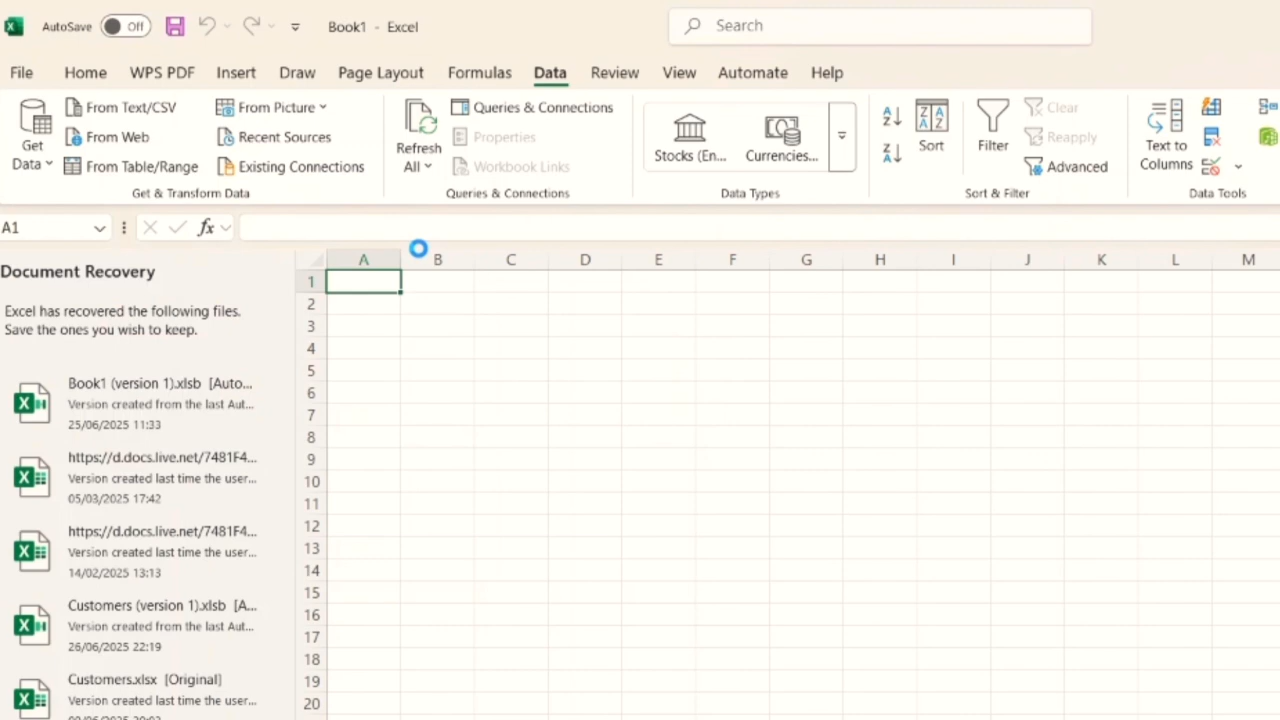 AutoSave Off Book1 - Excel Search
File Home WPS PDF Insert Draw Page Layout Formulas Data Review View Automate Help
Get Data
From Text/CSV
From Web
From Table/Range
From Picture
Recent Sources
Existing Connections
Get & Transform Data
Refresh All
Queries & Connections
Properties
Workbook Links
Queries & Connections
Stocks (En...
Currencies...
Data Types
Sort
Filter
Clear
Reapply
Advanced
Sort & Filter
Text to Columns
Data Tools
A1 fx
A B C D E F G H I J K L M
1
2
3
4
5
6
7
8
9
10
11
12
13
14
15
16
17
18
19
20
Document Recovery
Excel has recovered the following files.
Save the ones you wish to keep.
Book1 (version 1).xlsb [Auto...
Version created from the last Aut...
25/06/2025 11:33
https://d.docs.live.net/7481F4...
Version created last time the user...
05/03/2025 17:42
https://d.docs.live.net/7481F4...
Version created last time the user...
14/02/2025 13:13
Customers (version 1).xlsb [A...
Version created from the last Aut...
26/06/2025 22:19
Customers.xlsx [Original]
Version created last time the user...